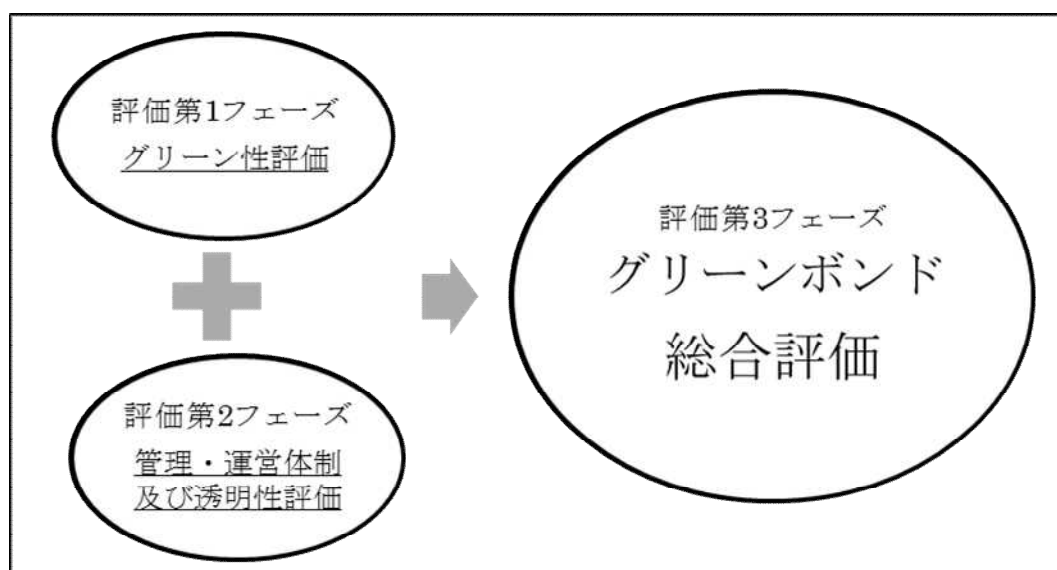 評価第1フェーズ
グリーン性評価
評価第2フェーズ
管理・運営体制
及び透明性評価
評価第3フェーズ
グリーンボンド
総合評価